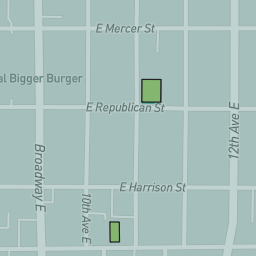 E Mercer St
al Bigger Burger
E Republican St
12th Ave E
Broadway E
E Harrison St
10th Ave E